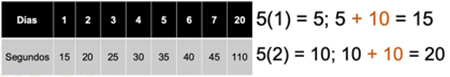 Días 1 2 3 4 5 6 7 20
Segundos 15 20 25 30 35 40 45 110
5(1) = 5; 5 + 10 = 15
5(2) = 10; 10 + 10 = 20